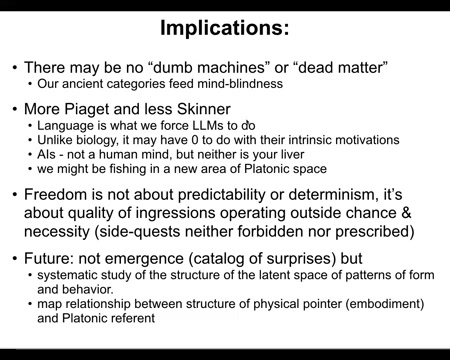 Implications:
• There may be no “dumb machines” or “dead matter”
• Our ancient categories feed mind-blindness
• More Piaget and less Skinner
• Language is what we force LLMs to do
• Unlike biology, it may have 0 to do with their intrinsic motivations
• AIs - not a human mind, but neither is your liver
• we might be fishing in a new area of Platonic space
• Freedom is not about predictability or determinism, it’s
about quality of ingressions operating outside chance &
necessity (side-quests neither forbidden nor prescribed)
• Future: not emergence (catalog of surprises) but
• systematic study of the structure of the latent space of patterns of form
and behavior.
• map relationship between structure of physical pointer (embodiment)
and Platonic referent